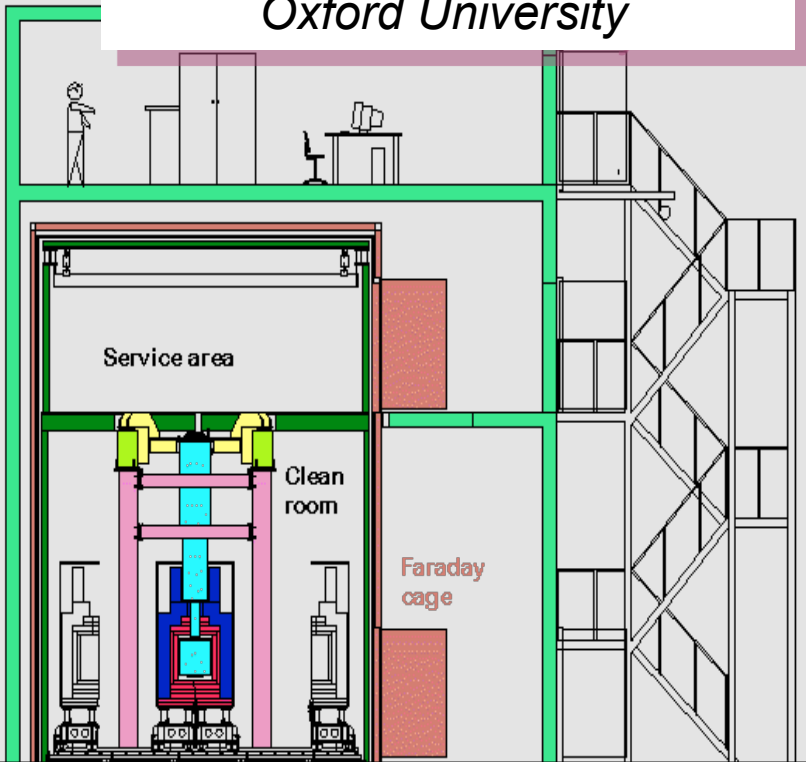 Oxford University
Service area
Clean
room
Faraday
cage